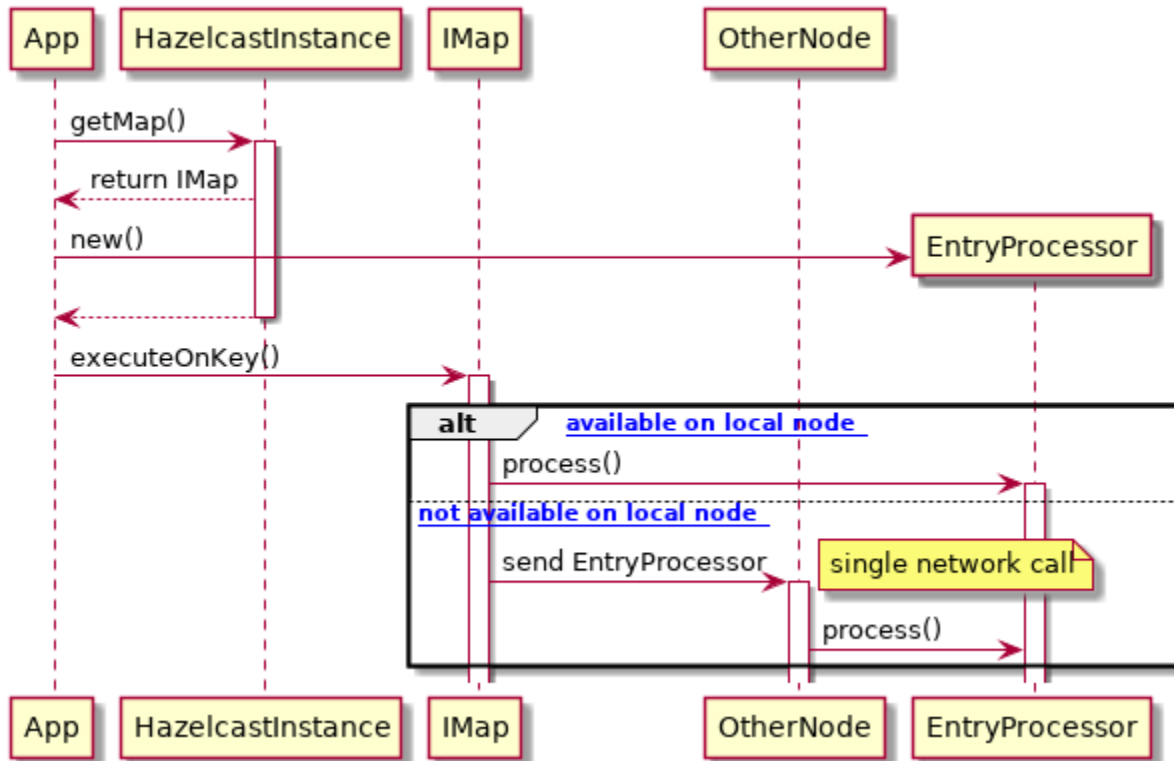 App
HazelcastInstance
IMap
OtherNode
getMap()
return IMap
new()
EntryProcessor
executeOnKey()
alt
available on local node
process()
not available on local node
send EntryProcessor
single network call
process()
App
HazelcastInstance
IMap
OtherNode
EntryProcessor